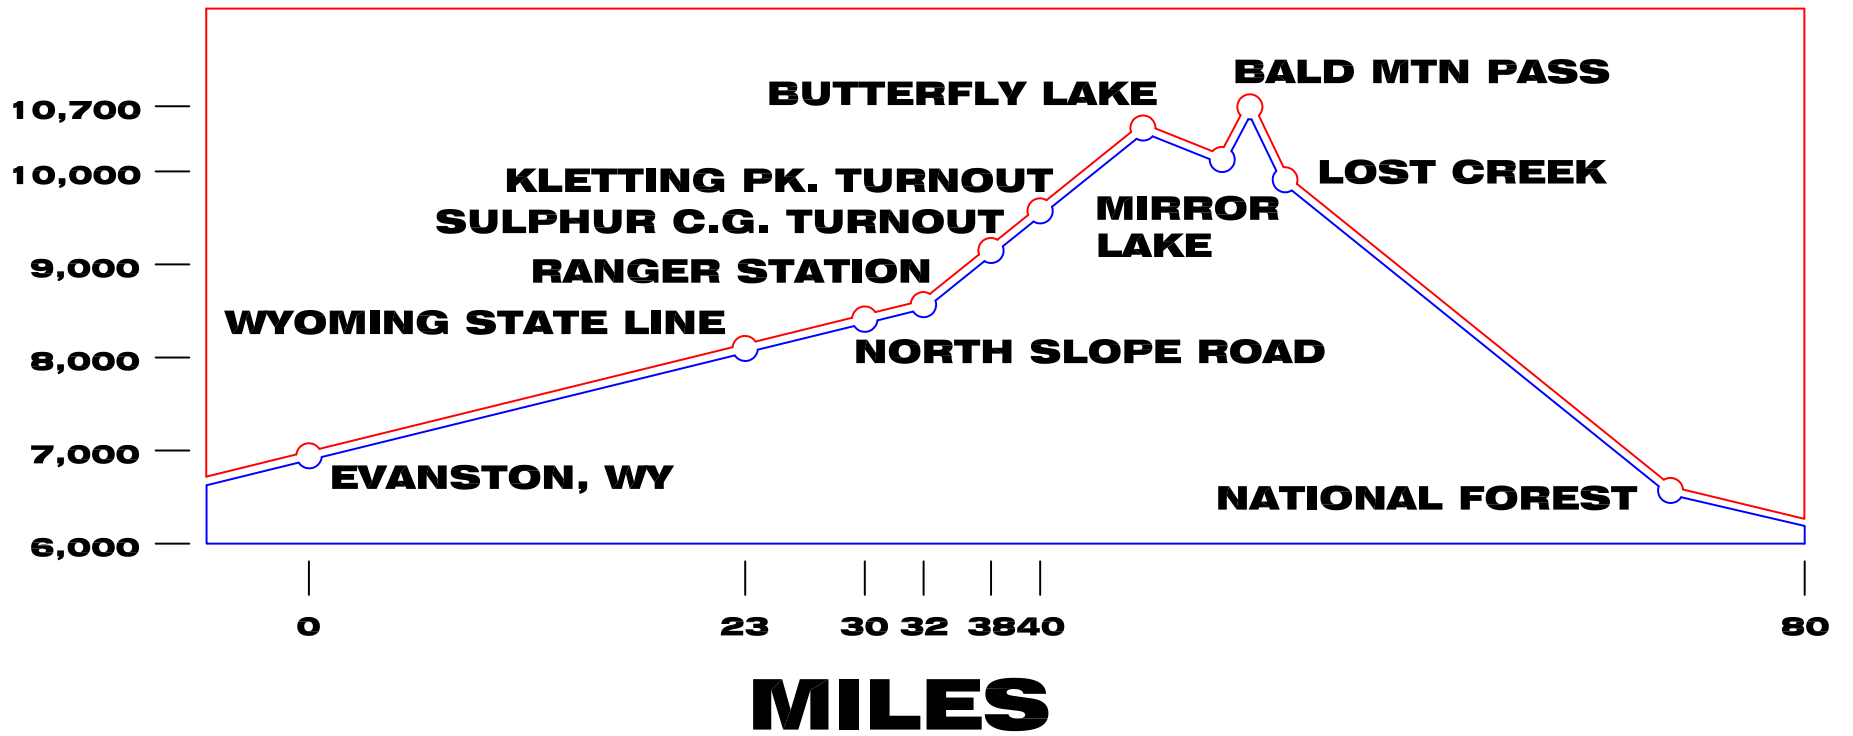 BALD MTN PASS
BUTTERFLY LAKE
10,700
10,000
LOST CREEK
KLETTING PK. TURNOUT
MIRROR
LAKE
SULPHUR C.G. TURNOUT
9,000
RANGER STATION
WYOMING STATE LINE
NORTH SLOPE ROAD
8,000
7,000
EVANSTON, WY
NATIONAL FOREST
6,000
0 23 30 32 38 40 80
MILES